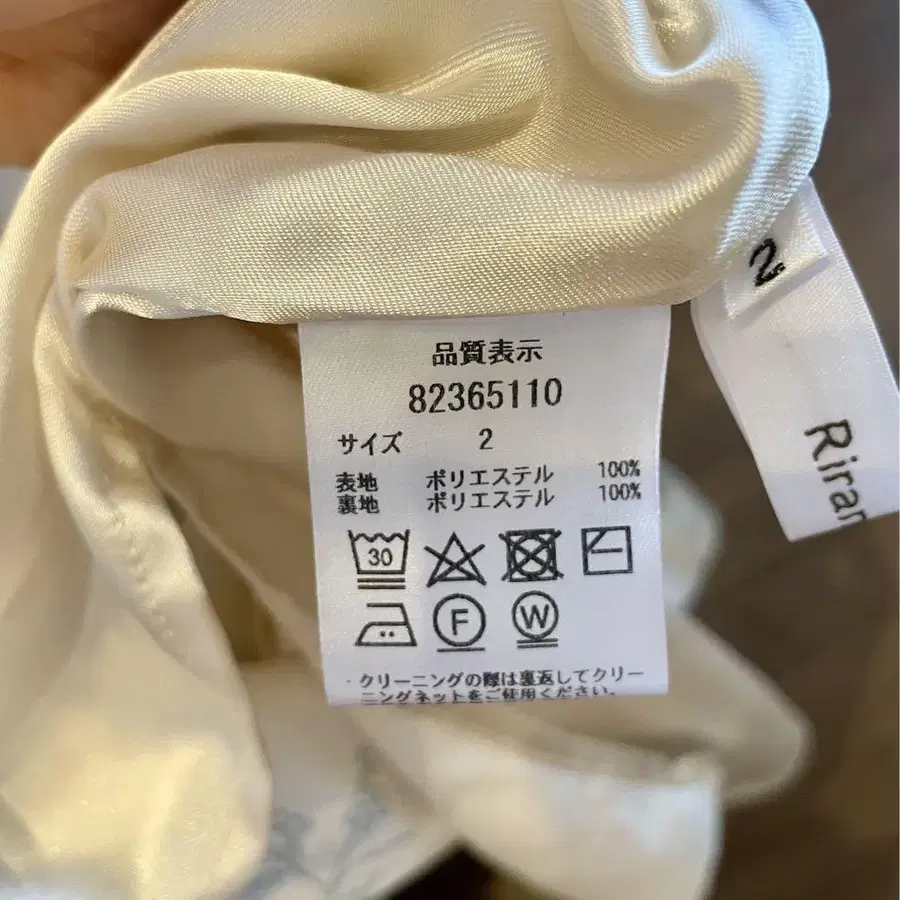 品質表示
82365110
サイズ 2
表地 ポリエステル 100%
裏地 ポリエステル 100%
30
F W
・クリーニングの際は裏返してクリー
ニングネットをご使用ください。
2
Riran